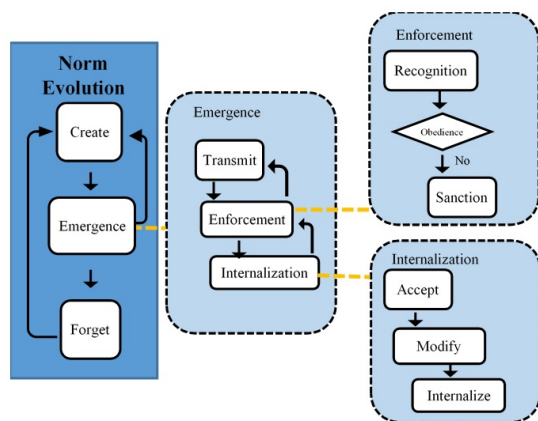 Norm
Evolution
Create
Emergence
Forget
Emergence
Transmit
Enforcement
Internalization
Enforcement
Recognition
Obedience
No
Sanction
Internalization
Accept
Modify
Internalize